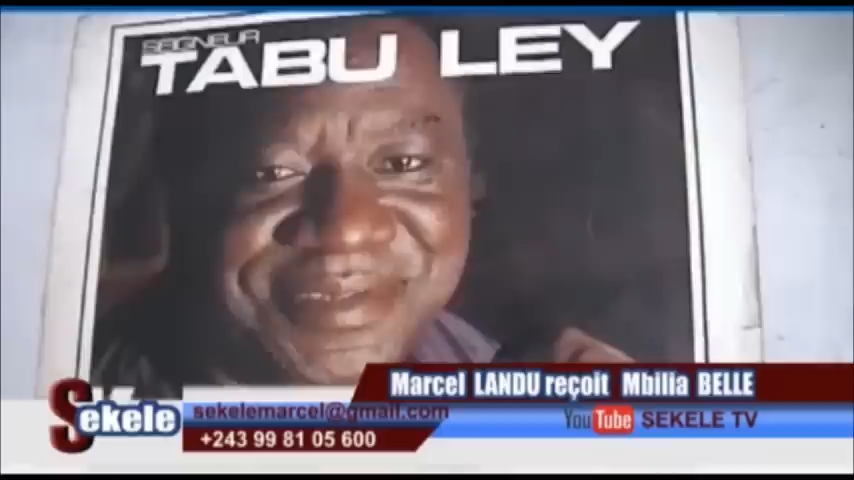 SEIGNEUR
TABU LEY
Marcel LANDU reçoit Mbilia BELLE
Sekele
sekelemarcel@gmail.com
YouTube SEKELE TV
+243 99 81 05 600